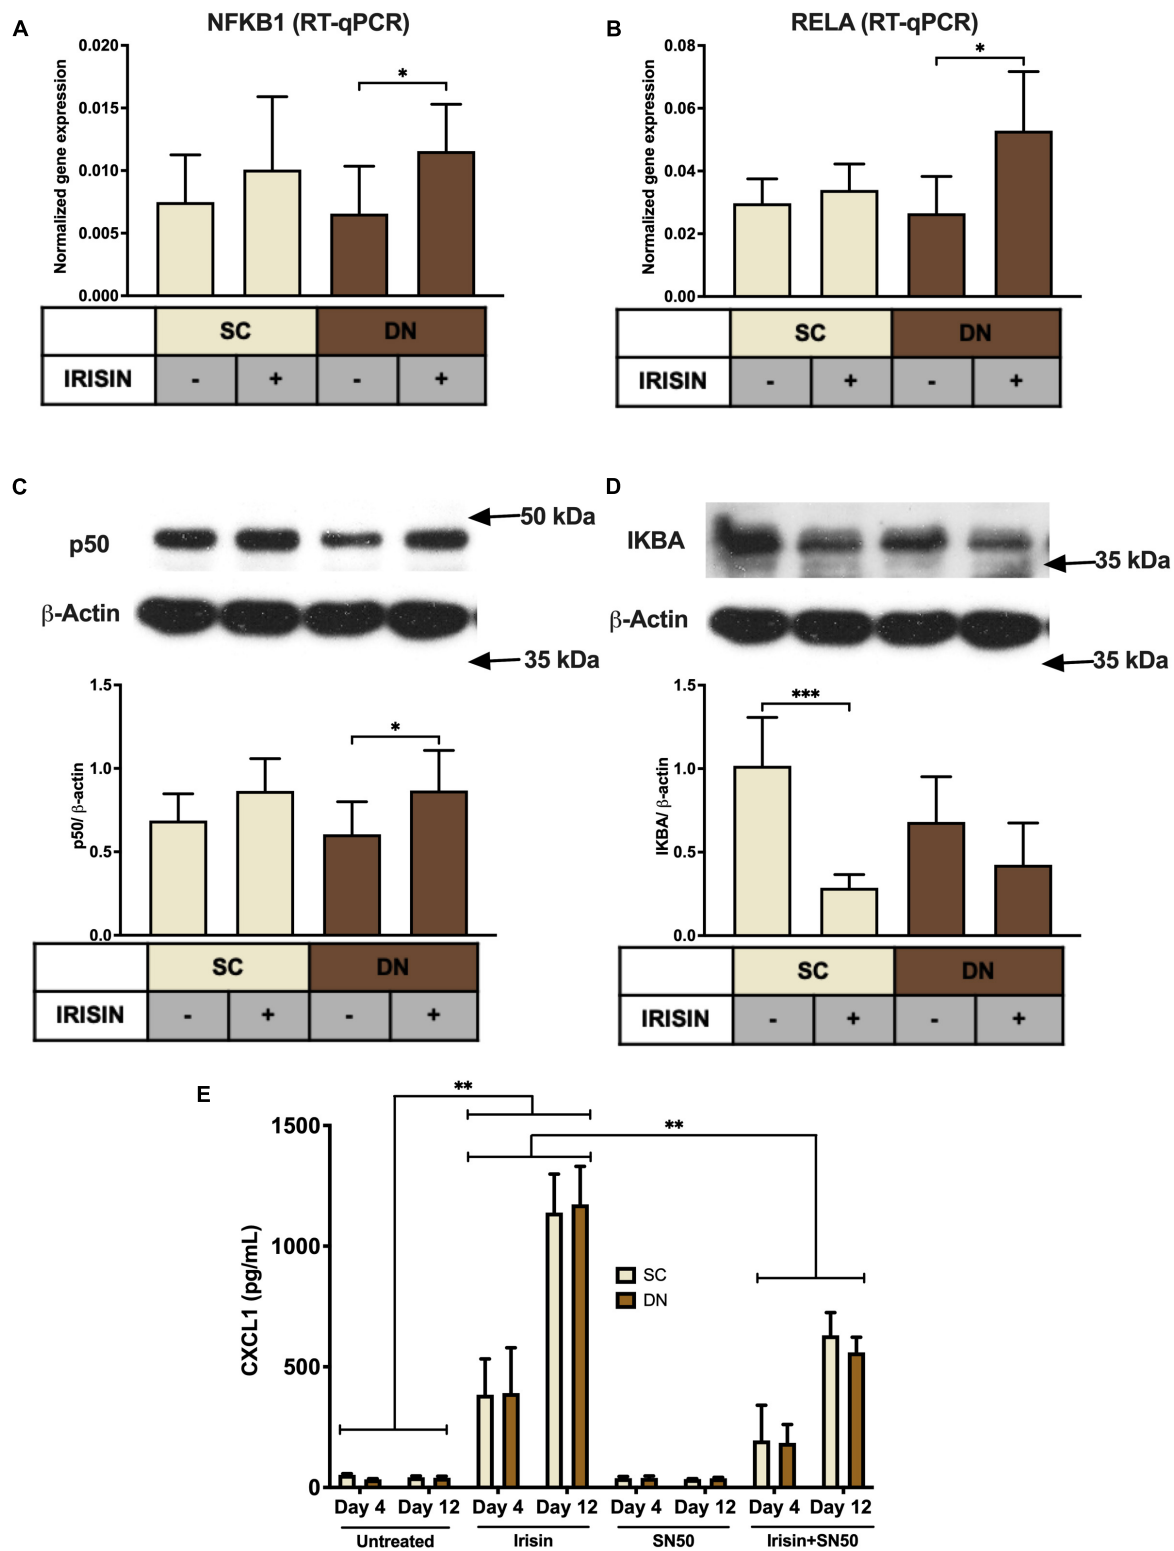 A
NFKB1 (RT-qPCR)
Normalized gene expression
0.020
0.015
0.010
0.005
0.000
*
SC DN
IRISIN - + - +
B
RELA (RT-qPCR)
Normalized gene expression
0.08
0.06
0.04
0.02
0.00
*
SC DN
IRISIN - + - +
C
p50
50 kDa
β-Actin
35 kDa
p50/ β-actin
1.5
1.0
0.5
0.0
*
SC DN
IRISIN - + - +
D
IKBA
35 kDa
β-Actin
35 kDa
IKBA/ β-actin
1.5
1.0
0.5
0.0
***
SC DN
IRISIN - + - +
E
CXCL1 (pg/mL)
1500
1000
500
0
**
**
SC
DN
Day 4 Day 12 Day 4 Day 12 Day 4 Day 12 Day 4 Day 12
Untreated Irisin SN50 Irisin+SN50